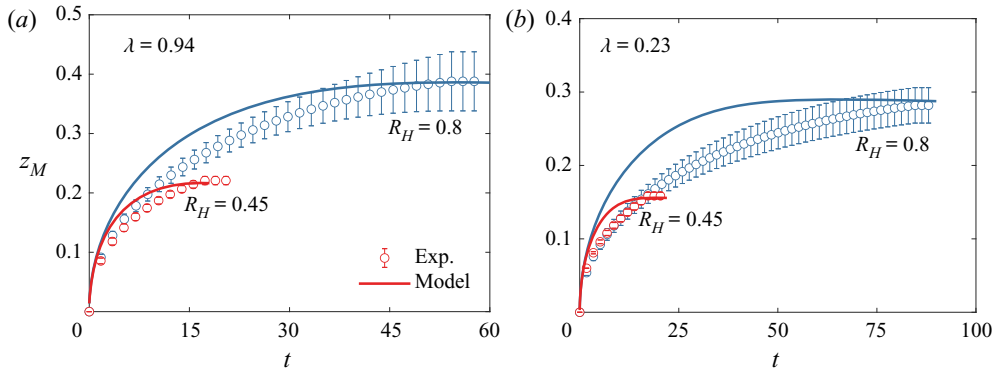 (a)
0.5
0.4
0.3
0.2
0.1
z_M
λ = 0.94
R_H = 0.8
R_H = 0.45
Exp.
Model
0 15 30 45 60
t
(b)
0.4
0.3
0.2
0.1
0
λ = 0.23
R_H = 0.8
R_H = 0.45
0 25 50 75 100
t